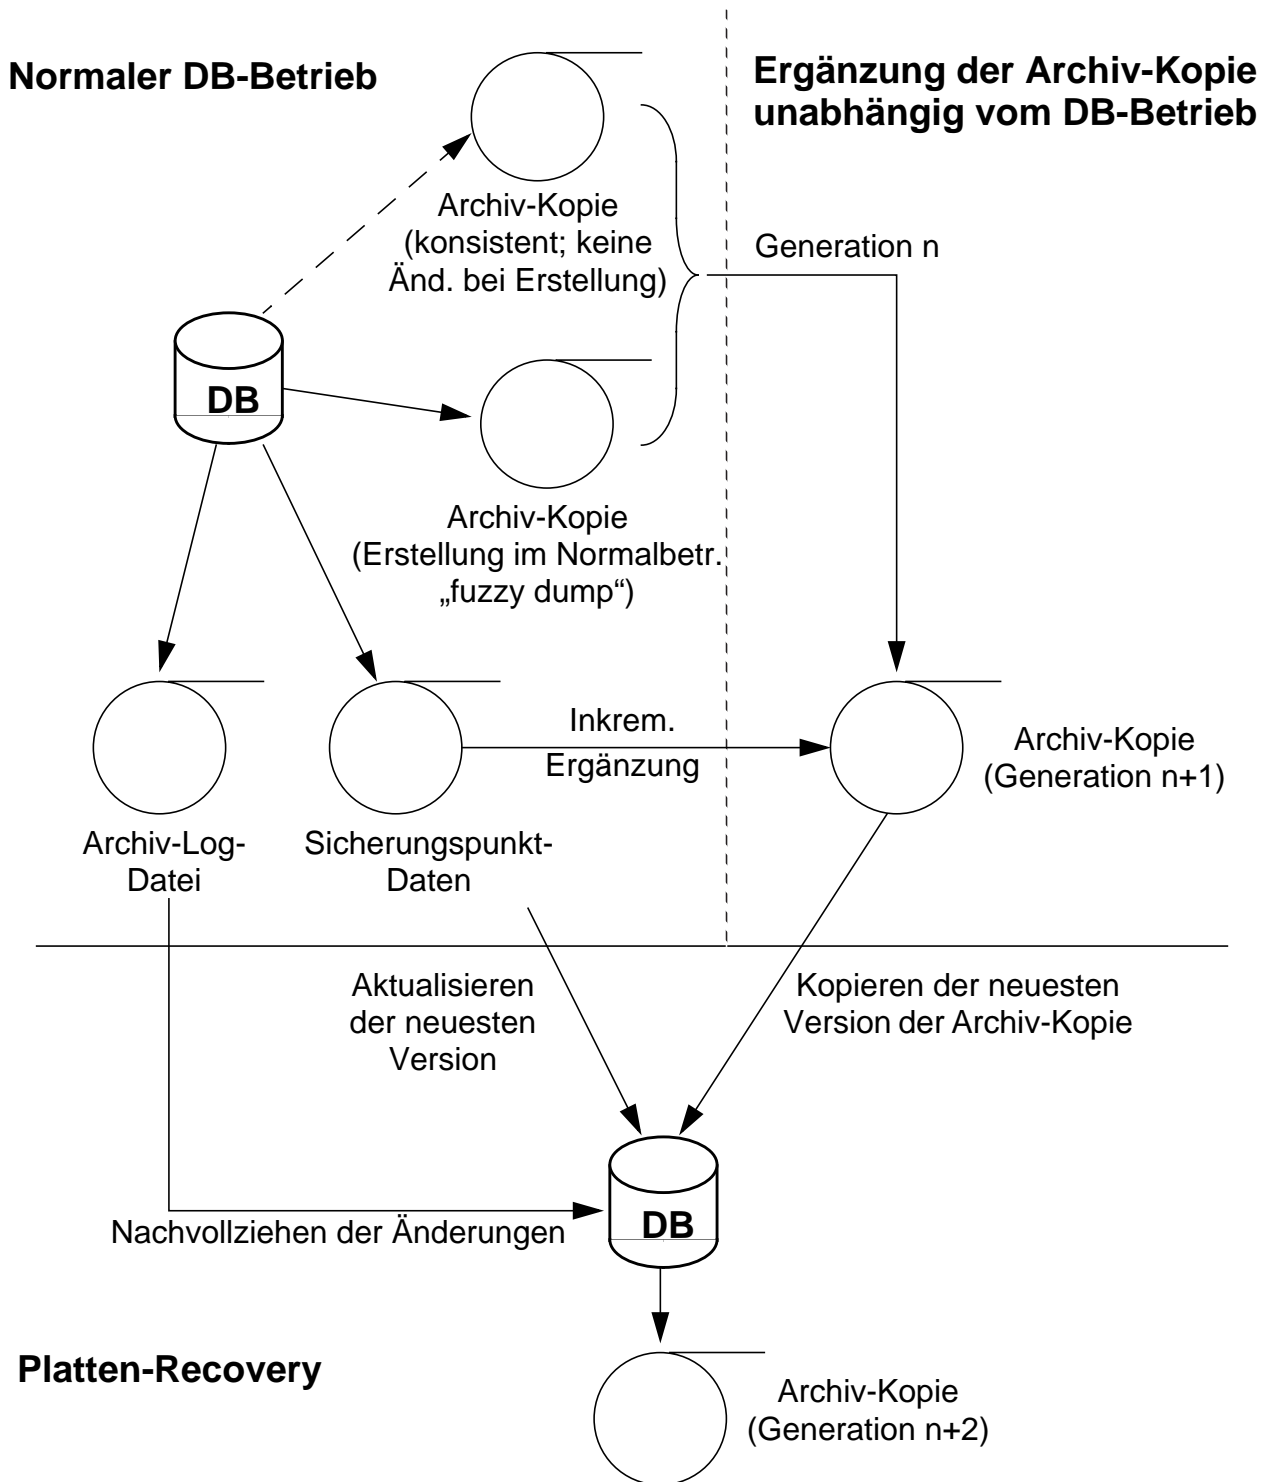 Normaler DB-Betrieb
Ergänzung der Archiv-Kopie
unabhängig vom DB-Betrieb
Archiv-Kopie
(konsistent; keine
Änd. bei Erstellung)
Generation n
DB
Archiv-Kopie
(Erstellung im Normalbetr.
„fuzzy dump“)
Inkrem.
Ergänzung
Archiv-Kopie
(Generation n+1)
Archiv-Log-
Datei
Sicherungspunkt-
Daten
Aktualisieren
der neuesten
Version
Kopieren der neuesten
Version der Archiv-Kopie
Nachvollziehen der Änderungen
DB
Platten-Recovery
Archiv-Kopie
(Generation n+2)